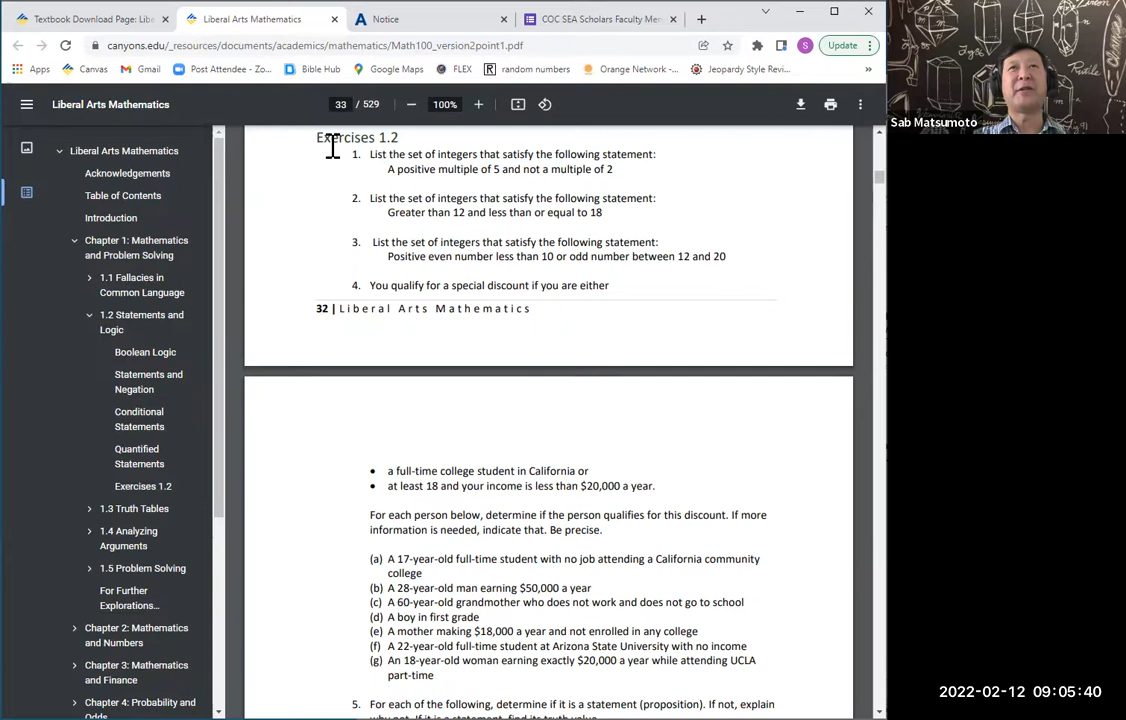 Textbook Download Page: Libe
Liberal Arts Mathematics
Notice
COC SEA Scholars Faculty Men
canyons.edu/_resources/documents/academics/mathematics/Math100_version2point1.pdf
S
Update
Apps
Canvas
Gmail
Post Attendee - Zo...
Bible Hub
Google Maps
FLEX
random numbers
Orange Network -...
Jeopardy Style Revi...
»
Liberal Arts Mathematics
33 / 529
100%
Liberal Arts Mathematics
Acknowledgements
Table of Contents
Introduction
Chapter 1: Mathematics
and Problem Solving
1.1 Fallacies in
Common Language
1.2 Statements and
Logic
Boolean Logic
Statements and
Negation
Conditional
Statements
Quantified
Statements
Exercises 1.2
1.3 Truth Tables
1.4 Analyzing
Arguments
1.5 Problem Solving
For Further
Explorations...
Chapter 2: Mathematics
and Numbers
Chapter 3: Mathematics
and Finance
Chapter 4: Probability and
Odds
Exercises 1.2
1. List the set of integers that satisfy the following statement:
A positive multiple of 5 and not a multiple of 2
2. List the set of integers that satisfy the following statement:
Greater than 12 and less than or equal to 18
3. List the set of integers that satisfy the following statement:
Positive even number less than 10 or odd number between 12 and 20
4. You qualify for a special discount if you are either
32 | Liberal Arts Mathematics
• a full-time college student in California or
• at least 18 and your income is less than $20,000 a year.
For each person below, determine if the person qualifies for this discount. If more
information is needed, indicate that. Be precise.
(a) A 17-year-old full-time student with no job attending a California community
college
(b) A 28-year-old man earning $50,000 a year
(c) A 60-year-old grandmother who does not work and does not go to school
(d) A boy in first grade
(e) A mother making $18,000 a year and not enrolled in any college
(f) A 22-year-old full-time student at Arizona State University with no income
(g) An 18-year-old woman earning exactly $20,000 a year while attending UCLA
part-time
5. For each of the following, determine if it is a statement (proposition). If not, explain
why not. If it is a statement, find its truth value.
Rutile
Sab Matsumoto
2022-02-12 09:05:40